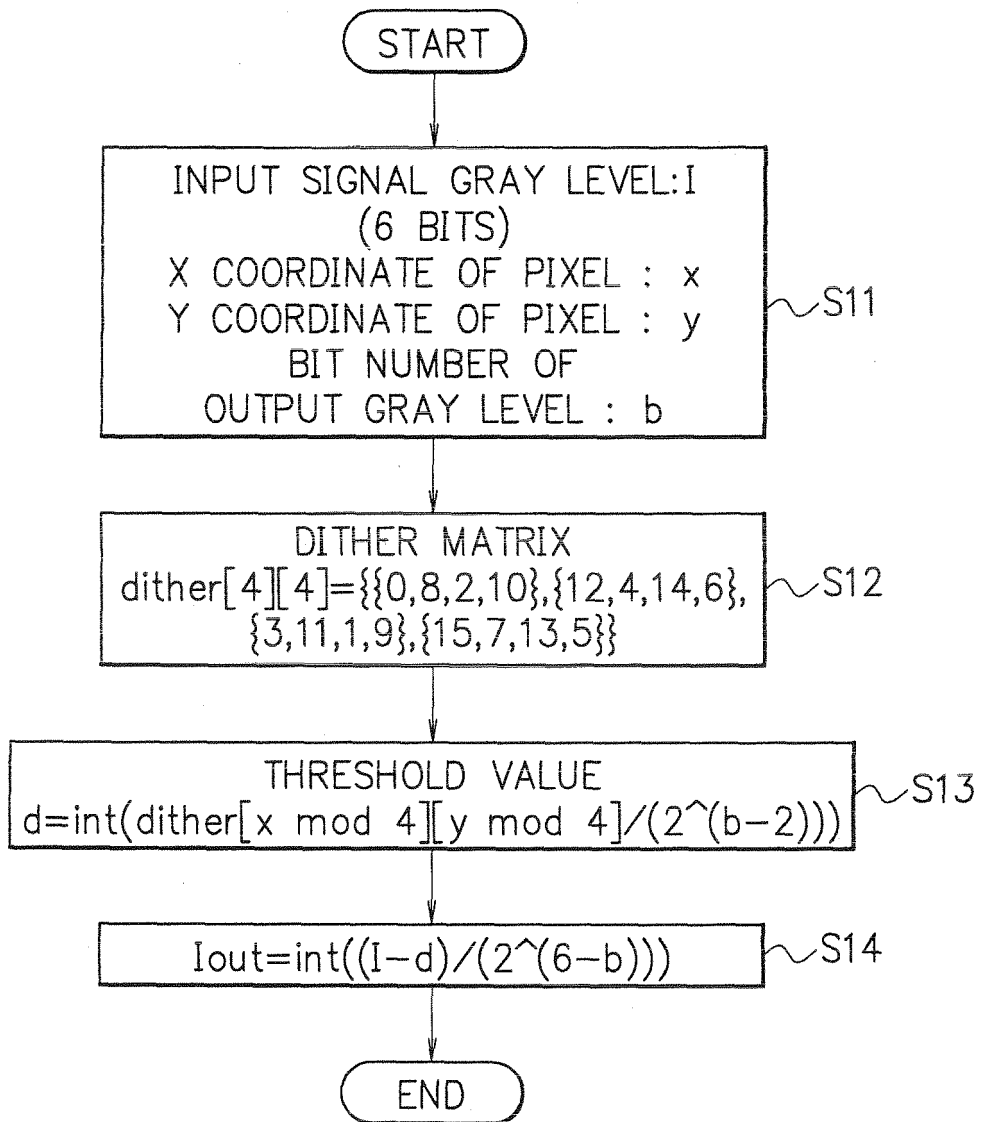 START
INPUT SIGNAL GRAY LEVEL:I
(6 BITS)
X COORDINATE OF PIXEL : x
Y COORDINATE OF PIXEL : y
BIT NUMBER OF
OUTPUT GRAY LEVEL : b
S11
DITHER MATRIX
dither[4][4]={{0,8,2,10},{12,4,14,6},
{3,11,1,9},{15,7,13,5}}
S12
THRESHOLD VALUE
d=int(dither[x mod 4][y mod 4]/(2^(b-2)))
S13
Iout=int((I-d)/(2^(6-b)))
S14
END